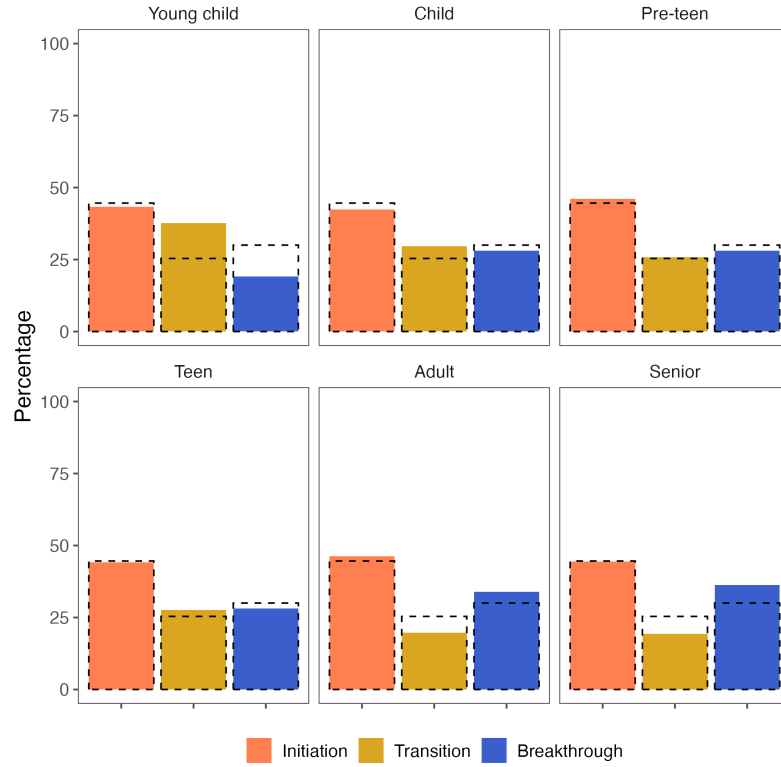 Young child Child Pre-teen
100
75
50
25
0
Percentage
Teen Adult Senior
100
75
50
25
0
Initiation Transition Breakthrough